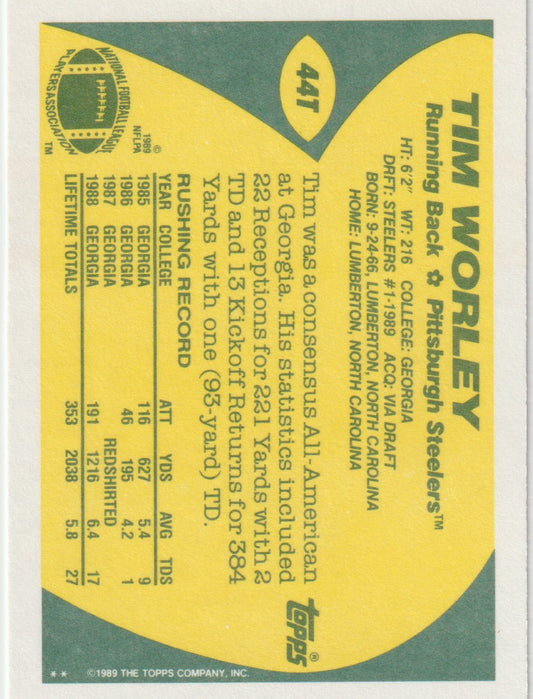 44T
TIM WORLEY
Running Back ✿ Pittsburgh Steelers™
HT: 6'2" WT: 216 COLLEGE: GEORGIA
DRFT: STEELERS #1-1989 ACQ: VIA DRAFT
BORN: 9-24-66, LUMBERTON, NORTH CAROLINA
HOME: LUMBERTON, NORTH CAROLINA
Tim was a consensus All-American
at Georgia. His statistics included
22 Receptions for 221 Yards with 2
TD and 13 Kickoff Returns for 384
Yards with one (93-yard) TD.
RUSHING RECORD
YEAR COLLEGE ATT YDS AVG TDS
1985 GEORGIA 116 627 5.4 9
1986 GEORGIA 46 195 4.2 1
1987 GEORGIA REDSHIRTED
1988 GEORGIA 191 1216 6.4 17
LIFETIME TOTALS 353 2038 5.8 27
NATIONAL FOOTBALL LEAGUE
PLAYERS ASSOCIATION
™
©
1989
NFLPA
topps®
** ©1989 THE TOPPS COMPANY, INC.